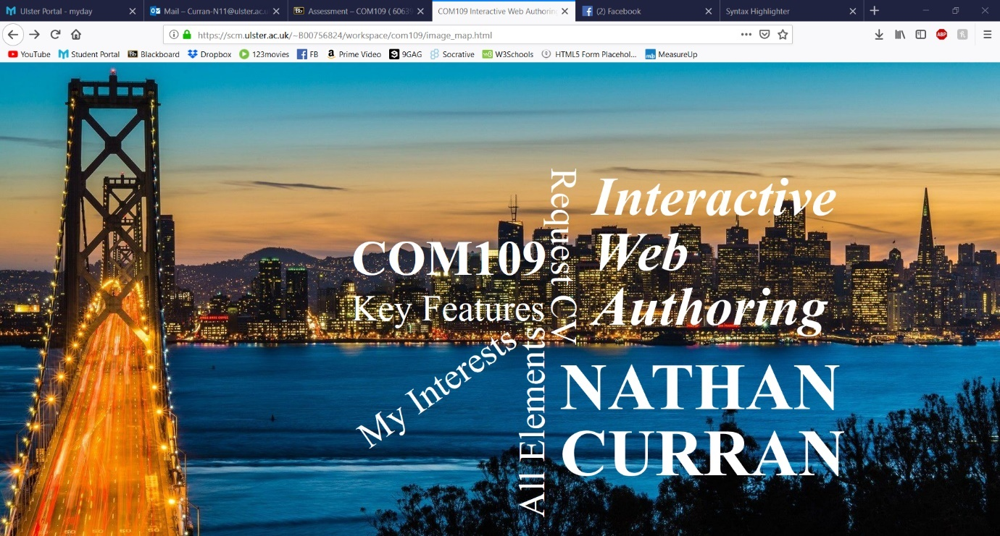 Ulster Portal - myday
Mail – Curran-N11@ulster.ac.u
Assessment – COM109 ( 60639
COM109 Interactive Web Authoring
(2) Facebook
Syntax Highlighter
https://scm.ulster.ac.uk/~B00756824/workspace/com109/image_map.html
YouTube
Student Portal
Bb
Blackboard
Dropbox
123movies
FB
Prime Video
9GAG
Socrative
W3Schools
HTML5 Form Placehol...
MeasureUp
ABP
COM109
Key Features
My Interests
All Elements
Request CV
Interactive
Web
Authoring
NATHAN
CURRAN